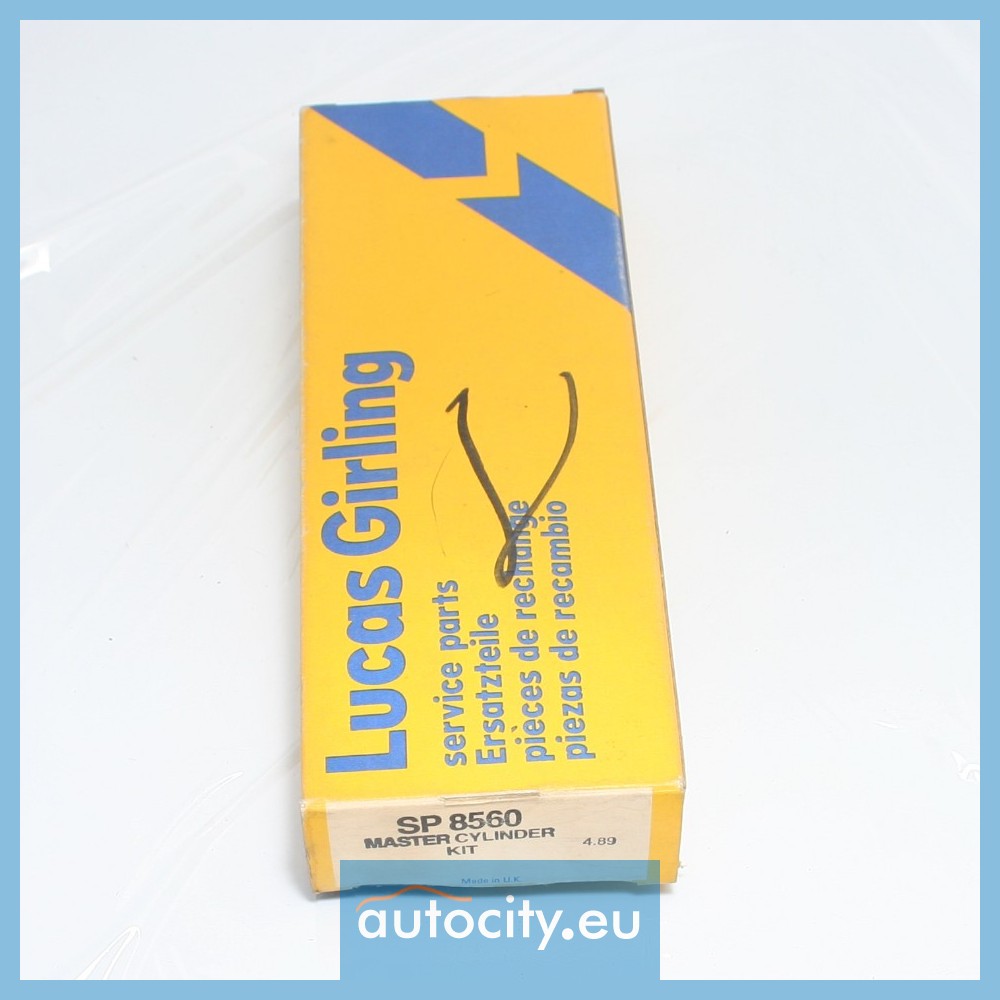 Lucas Girling
service parts
Ersatzteile
pièces de rechange
piezas de recambio
SP 8560
MASTER CYLINDER
KIT
4.89
Made in U.K.
autocity.eu